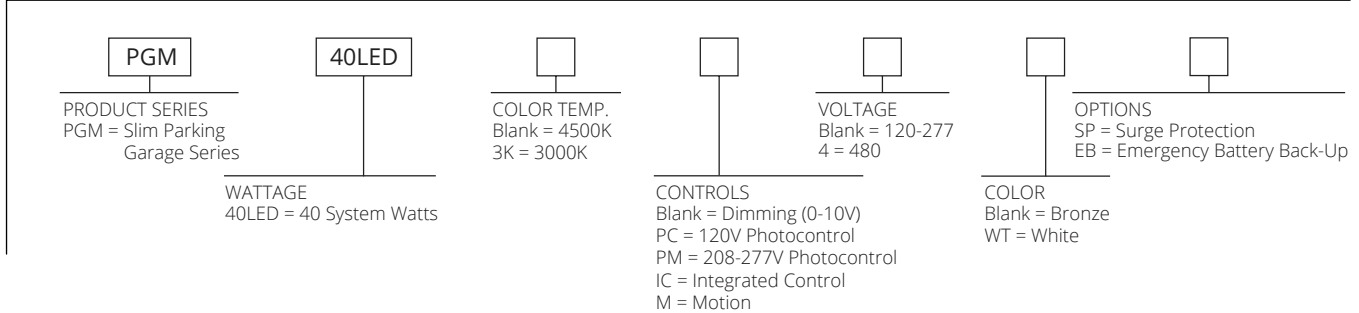 PGM
40LED
PRODUCT SERIES
PGM = Slim Parking
Garage Series
WATTAGE
40LED = 40 System Watts
COLOR TEMP.
Blank = 4500K
3K = 3000K
CONTROLS
Blank = Dimming (0-10V)
PC = 120V Photocontrol
PM = 208-277V Photocontrol
IC = Integrated Control
M = Motion
VOLTAGE
Blank = 120-277
4 = 480
COLOR
Blank = Bronze
WT = White
OPTIONS
SP = Surge Protection
EB = Emergency Battery Back-Up